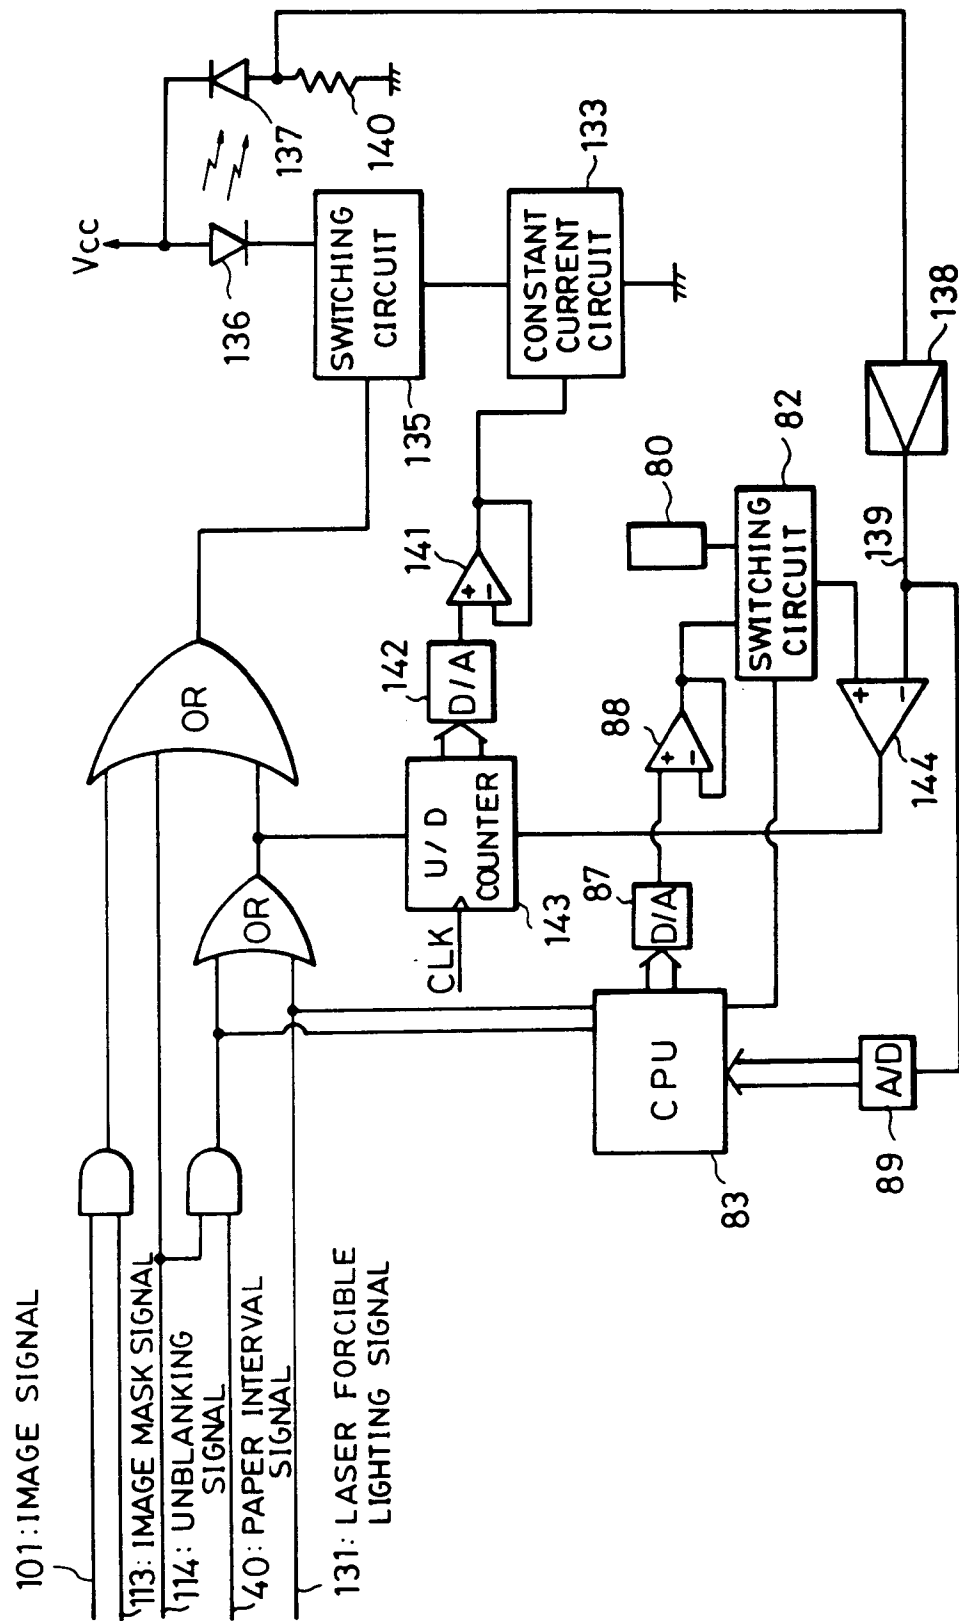 101:IMAGE SIGNAL
113:IMAGE MASK SIGNAL
114:UNBLANKING
SIGNAL
40:PAPER INTERVAL
SIGNAL
131:LASER FORCIBLE
LIGHTING SIGNAL
OR
OR
CLK
U/D
COUNTER
143
142
D/A
141
+
-
Vcc
136
137
140
SWITCHING
CIRCUIT
135
CONSTANT
CURRENT
CIRCUIT
133
CPU
83
87
D/A
88
+
-
80
SWITCHING
CIRCUIT
82
A/D
89
+
-
144
139
138